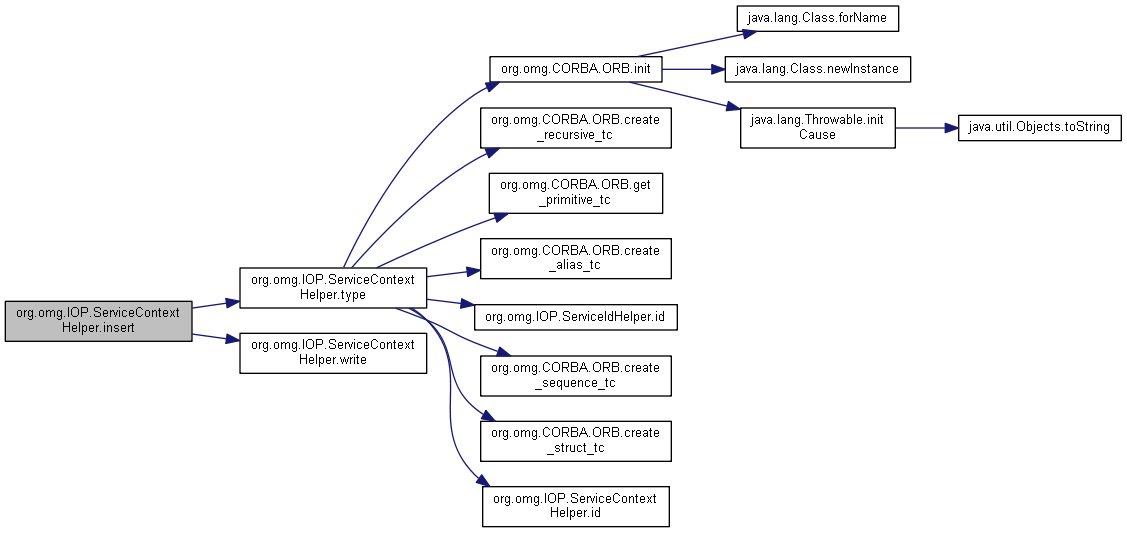 java.lang.Class.forName
org.omg.CORBA.ORB.init
java.lang.Class.newInstance
org.omg.CORBA.ORB.create
_recursive_tc
java.lang.Throwable.init
Cause
java.util.Objects.toString
org.omg.CORBA.ORB.get
_primitive_tc
org.omg.CORBA.ORB.create
_alias_tc
org.omg.IOP.ServiceContext
Helper.type
org.omg.IOP.ServiceContext
Helper.insert
org.omg.IOP.ServiceIdHelper.id
org.omg.IOP.ServiceContext
Helper.write
org.omg.CORBA.ORB.create
_sequence_tc
org.omg.CORBA.ORB.create
_struct_tc
org.omg.IOP.ServiceContext
Helper.id